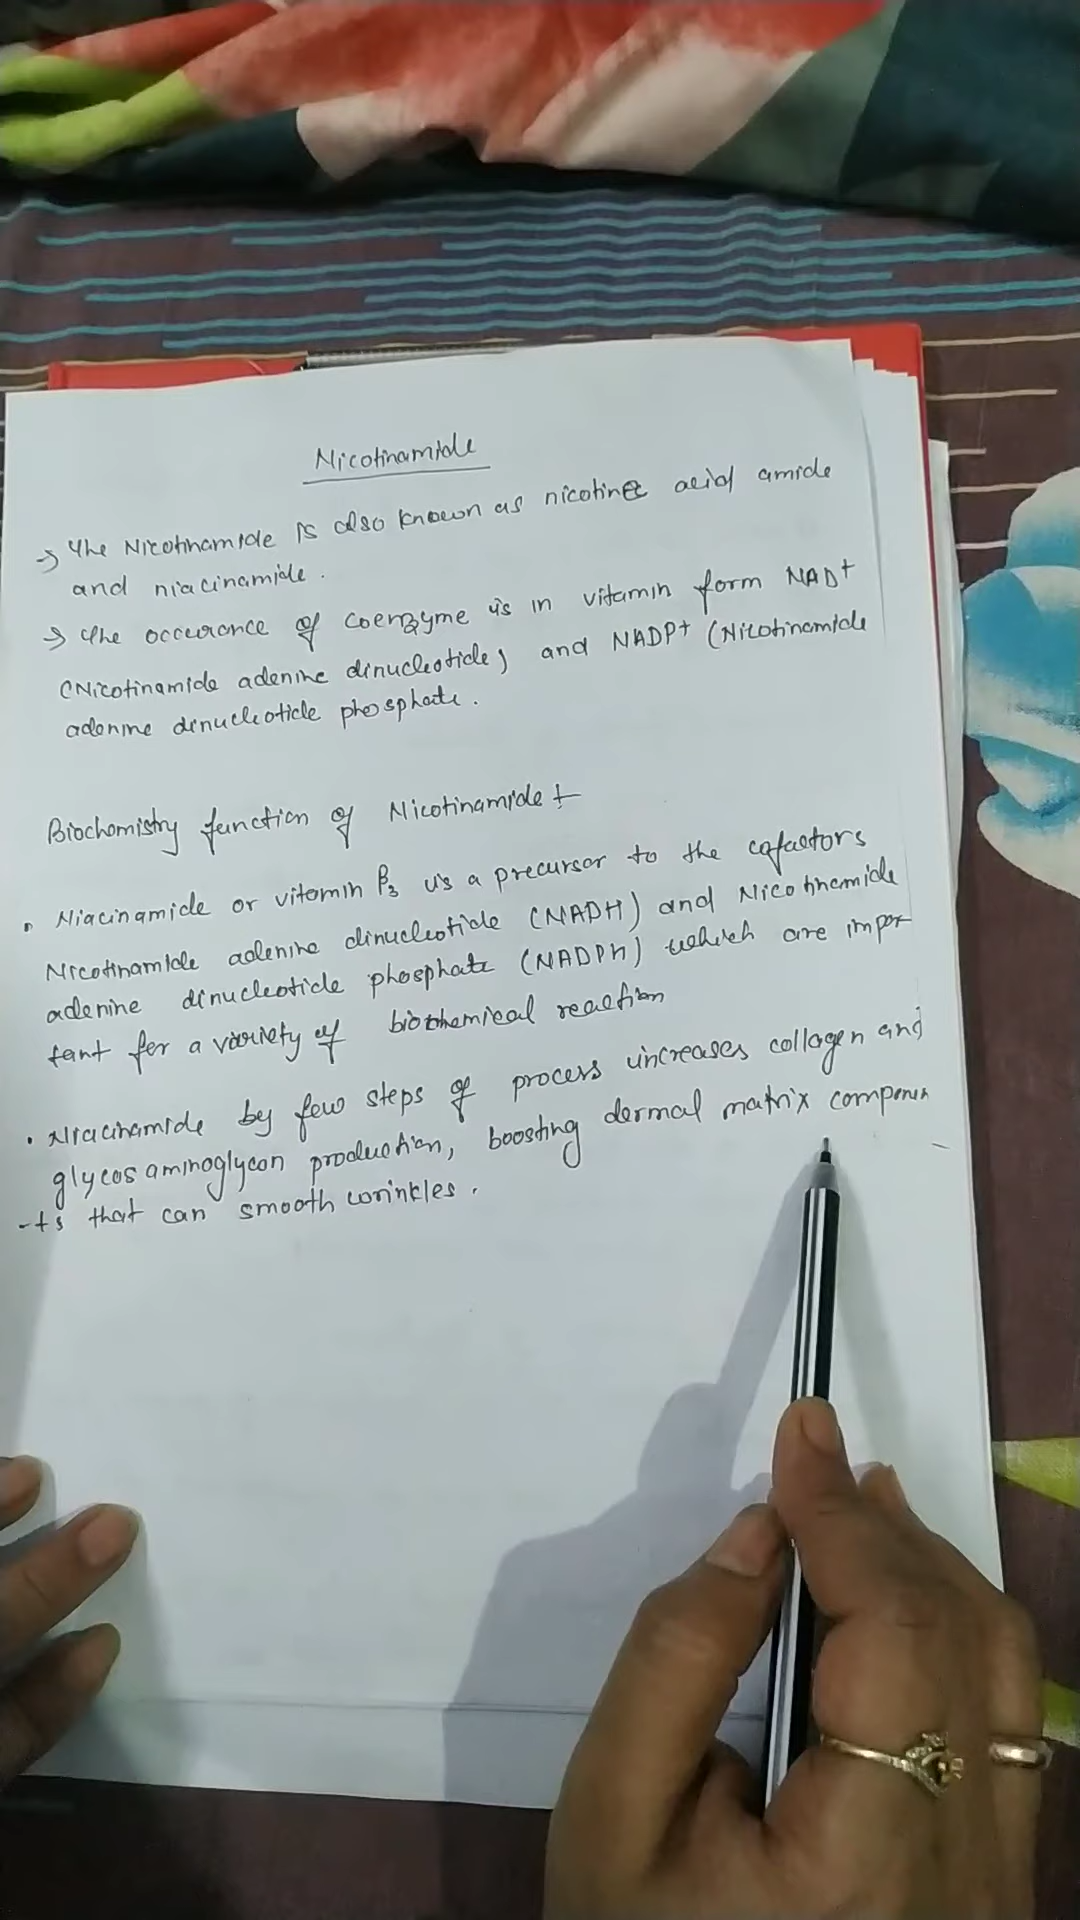 Nicotinamide
→ The Nicotinamide is also known as nicotine acid amide
and niacinamide.
→ The occurance of coenzyme is in vitamin form NAD+
(Nicotinamide adenine dinucleotide) and NADP+ (Nicotinamide
adenine dinucleotide phosphate.
Biochemistry function of Nicotinamide :-
• Niacinamide or vitamin B3 is a precursor to the cofactors
Nicotinamide adenine dinucleotide (NADH) and Nicotinamide
adenine dinucleotide phosphate (NADPH) which are impor
tant for a variety of biochemical reaction
• Niacinamide by few steps of process increases collagen and
glycosaminoglycan production, boosting dermal matrix componen
-ts that can smooth wrinkles.